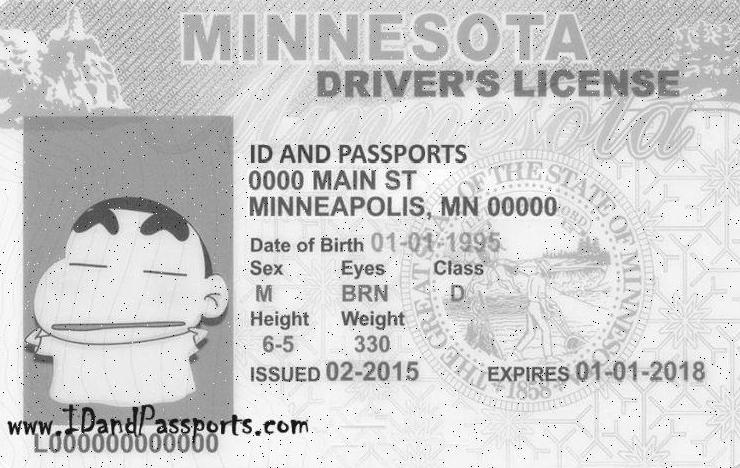 MINNESOTA
DRIVER'S LICENSE
Minnesota
ID AND PASSPORTS
0000 MAIN ST
MINNEAPOLIS, MN 00000
Date of Birth 01-01-1995
Sex Eyes Class
M BRN D
Height Weight
6-5 330
ISSUED 02-2015 EXPIRES 01-01-2018
THE GREAT SEAL OF THE STATE OF MINNESOTA
1858
www.IDandPassports.com
L000000000000